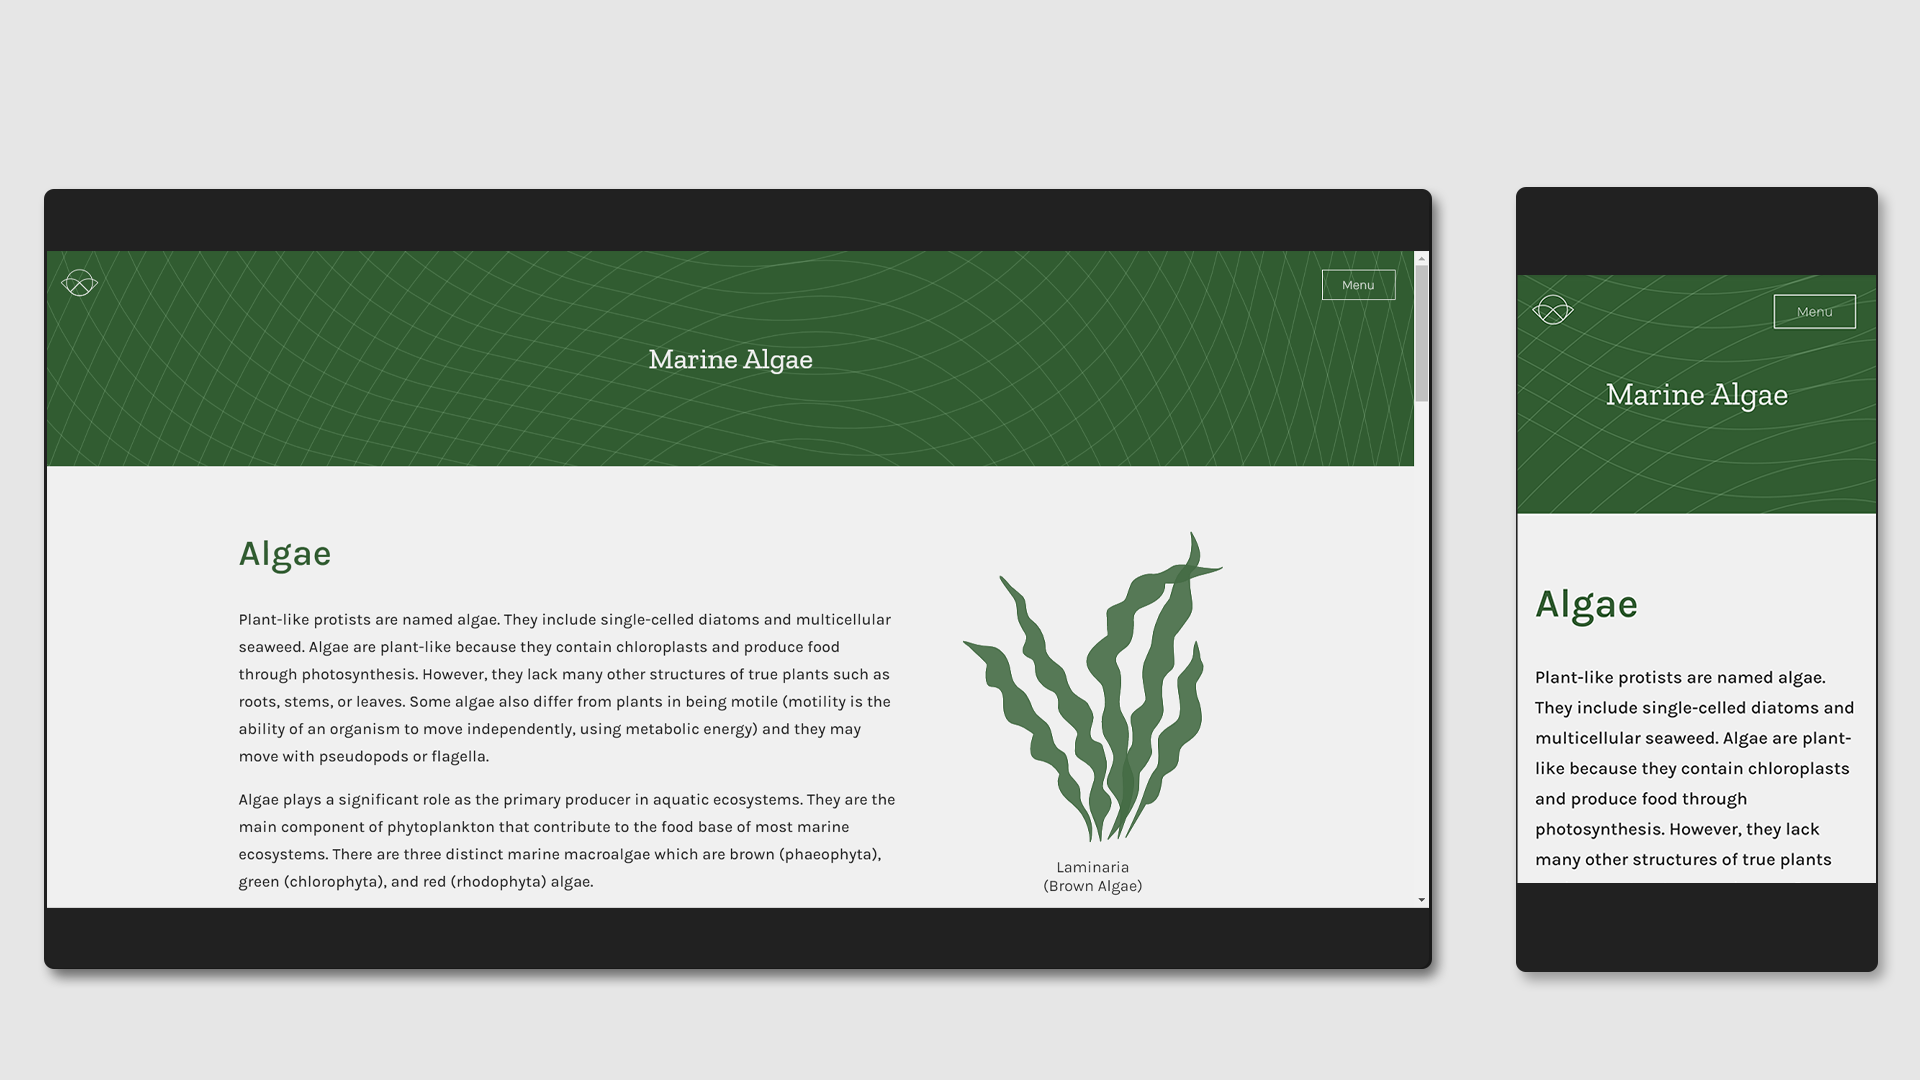 Menu
Marine Algae
Algae
Plant-like protists are named algae. They include single-celled diatoms and multicellular
seaweed. Algae are plant-like because they contain chloroplasts and produce food
through photosynthesis. However, they lack many other structures of true plants such as
roots, stems, or leaves. Some algae also differ from plants in being motile (motility is the
ability of an organism to move independently, using metabolic energy) and they may
move with pseudopods or flagella.
Algae plays a significant role as the primary producer in aquatic ecosystems. They are the
main component of phytoplankton that contribute to the food base of most marine
ecosystems. There are three distinct marine macroalgae which are brown (phaeophyta),
green (chlorophyta), and red (rhodophyta) algae.
Laminaria
(Brown Algae)
Menu
Marine Algae
Algae
Plant-like protists are named algae.
They include single-celled diatoms and
multicellular seaweed. Algae are plant-
like because they contain chloroplasts
and produce food through
photosynthesis. However, they lack
many other structures of true plants